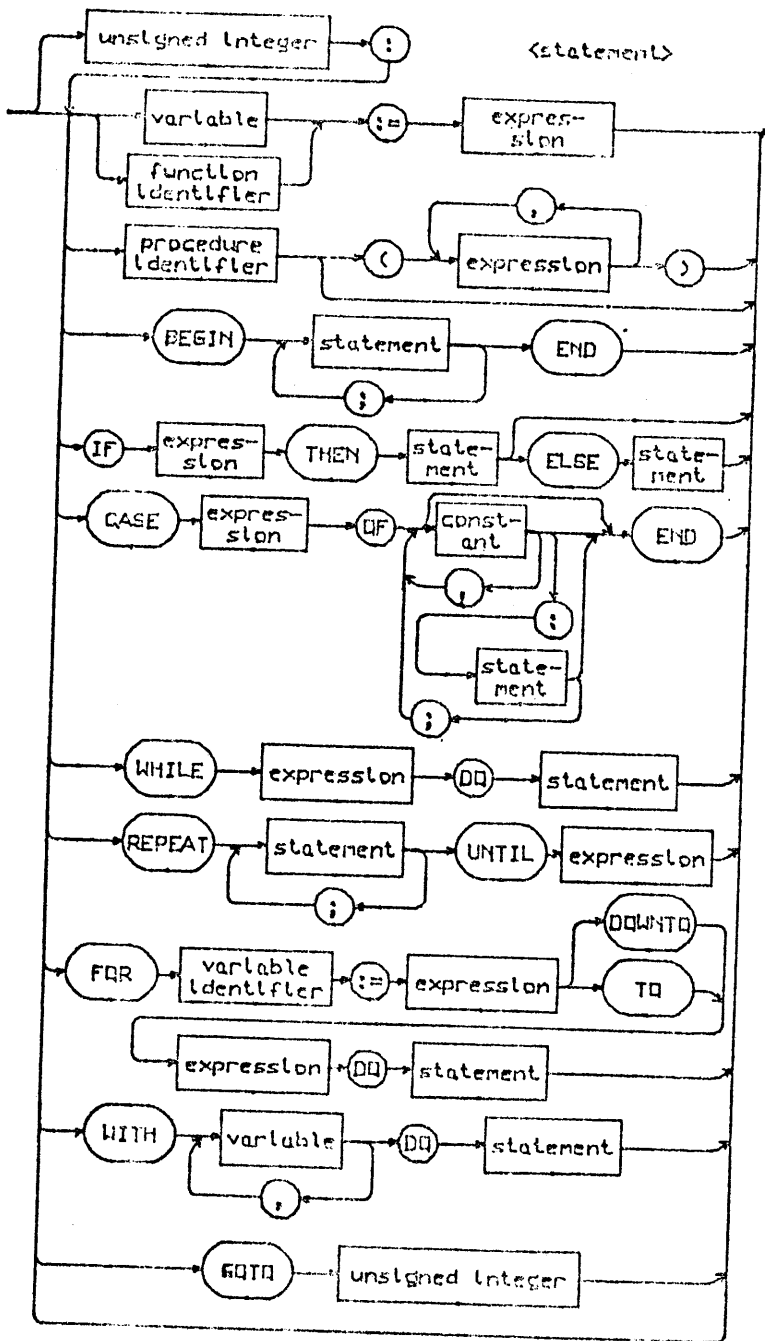 unsigned integer :
<statement>
variable := expres-
sion
function
identifier
procedure
identifier ( expression )
,
BEGIN statement END
;
IF expres-
sion THEN state-
ment ELSE state-
ment
CASE expres-
sion OF const-
ant END
,
:
state-
ment
;
WHILE expression DO statement
REPEAT statement UNTIL expression
;
DOWNTO
FOR variable
identifier := expression TO
expression DO statement
WITH variable DO statement
,
GOTO unsigned integer